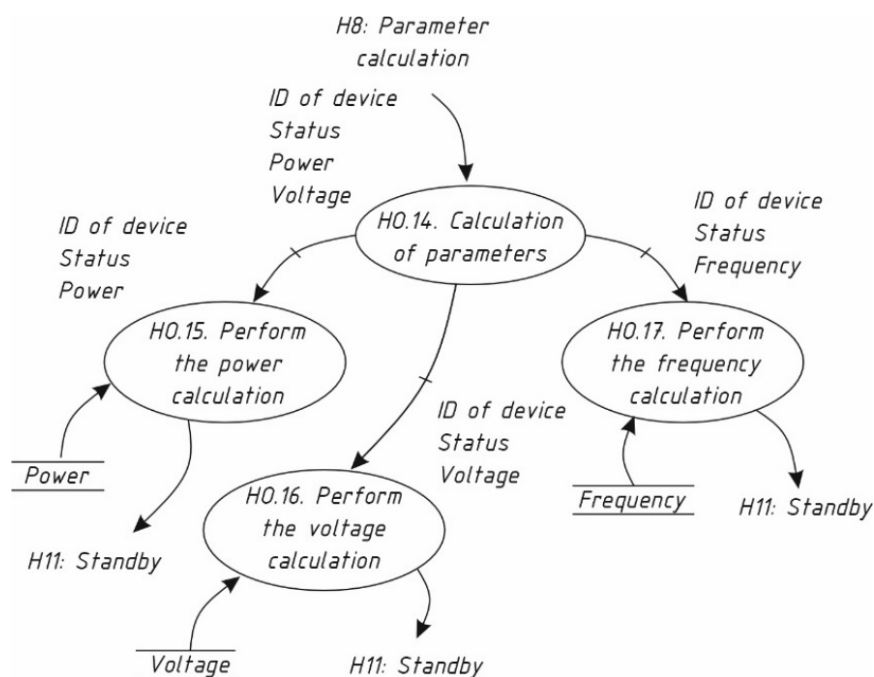 H8: Parameter
calculation
ID of device
Status
Power
Voltage
H0.14. Calculation
of parameters
ID of device
Status
Power
ID of device
Status
Frequency
H0.15. Perform
the power
calculation
H0.17. Perform
the frequency
calculation
ID of device
Status
Voltage
Power
H0.16. Perform
the voltage
calculation
Frequency
H11: Standby
H11: Standby
Voltage
H11: Standby